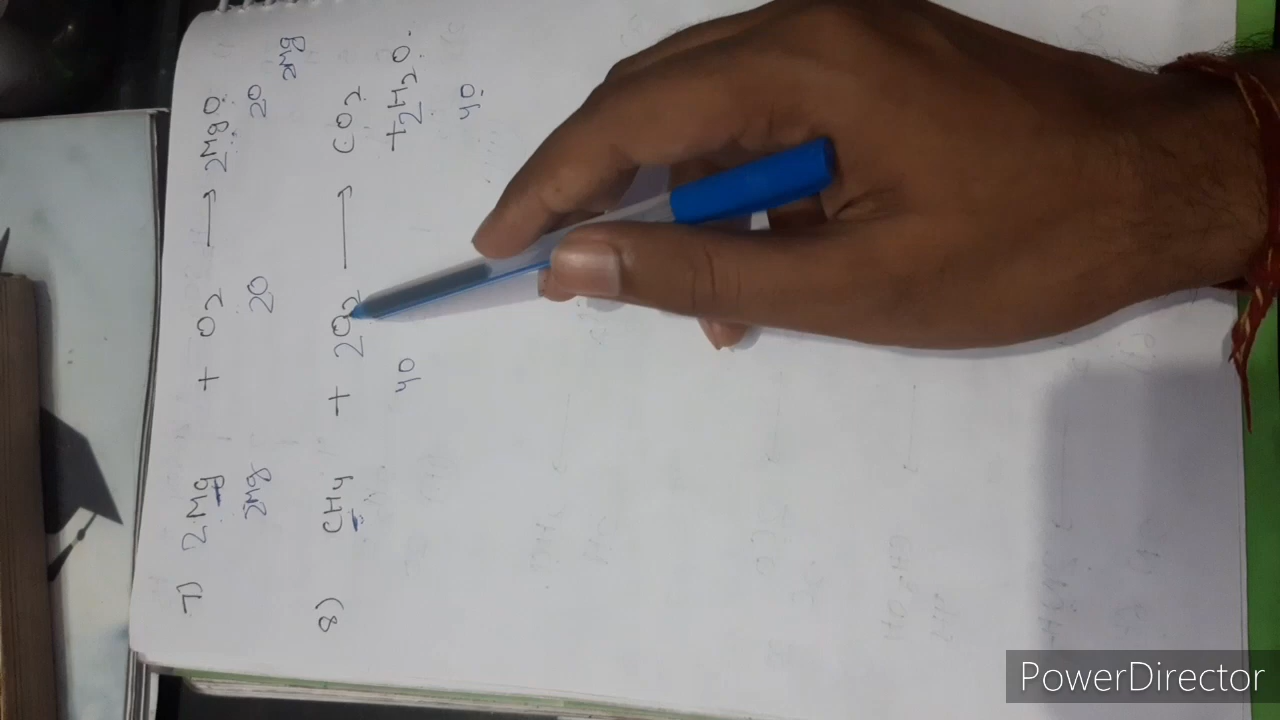 7) 2Mg + O2 → 2MgO
2Mg 2O 2O
2Mg
8) CH4 + 2O2 → CO2
+2H2O.
4O 4O
PowerDirector